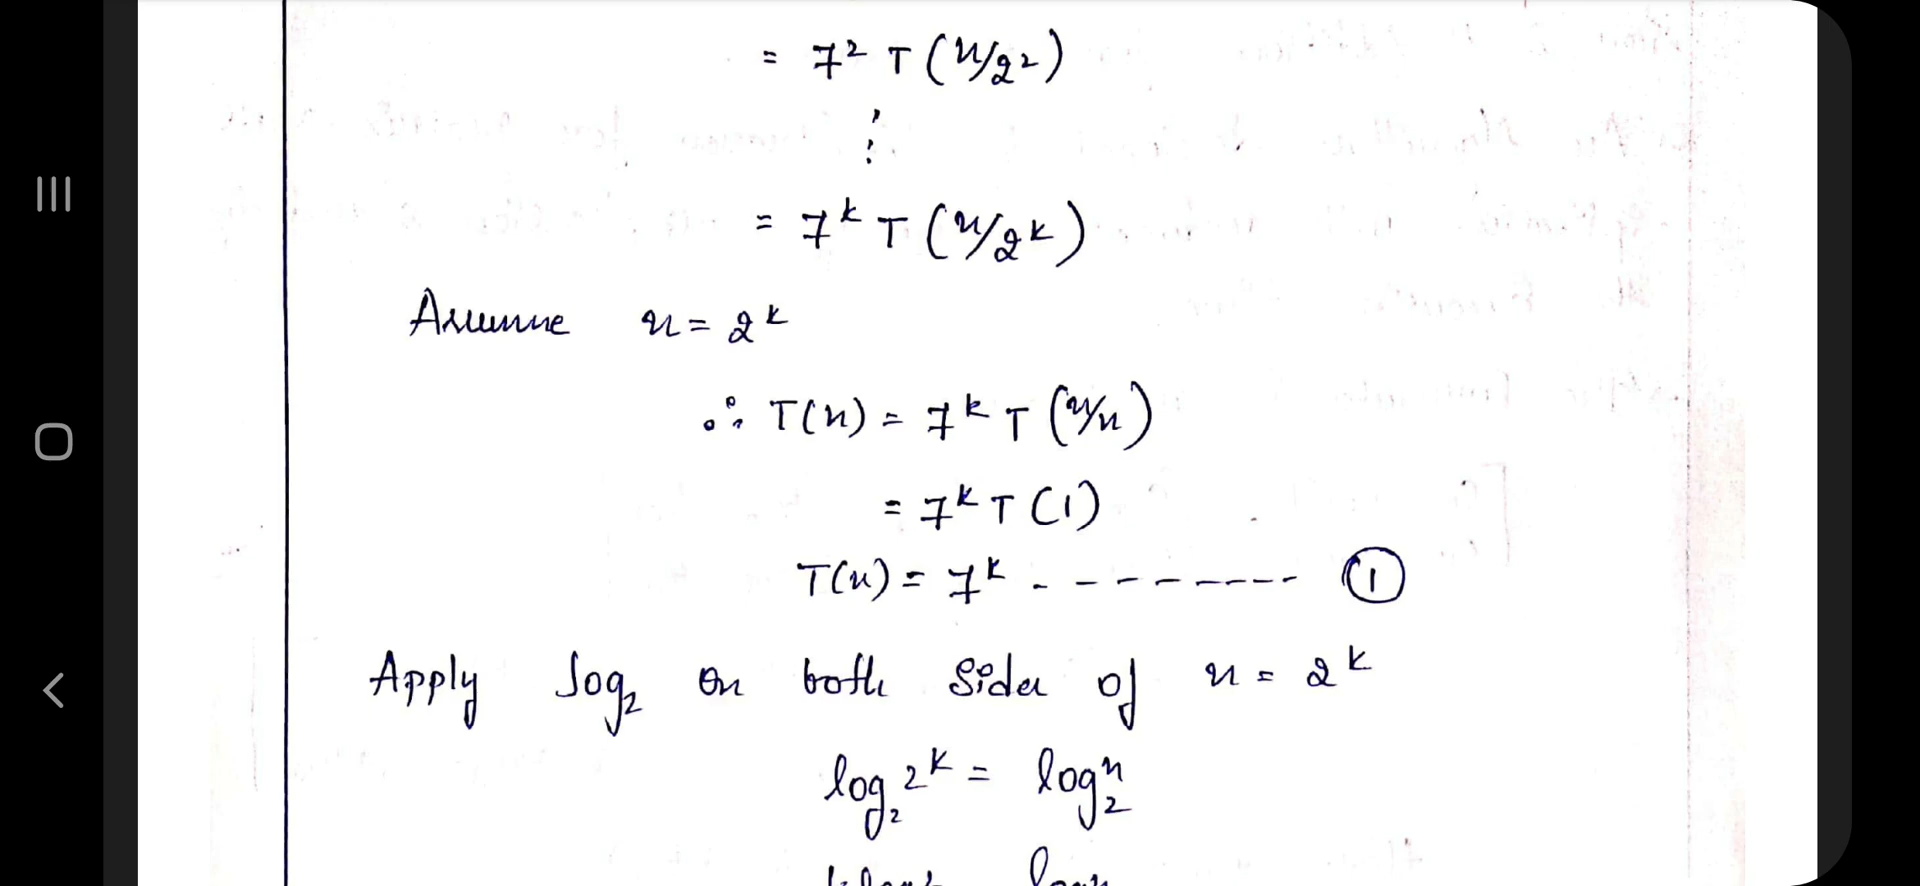 = 7² T (n/2²)
⋮
= 7ᵏ T (n/2ᵏ)
Assume n = 2ᵏ
∴ T(n) = 7ᵏ T (n/n)
= 7ᵏ T (1)
T(n) = 7ᵏ - - - - - - - - - ①
Apply log₂ on both sides of n = 2ᵏ
log₂ 2ᵏ = log₂ n